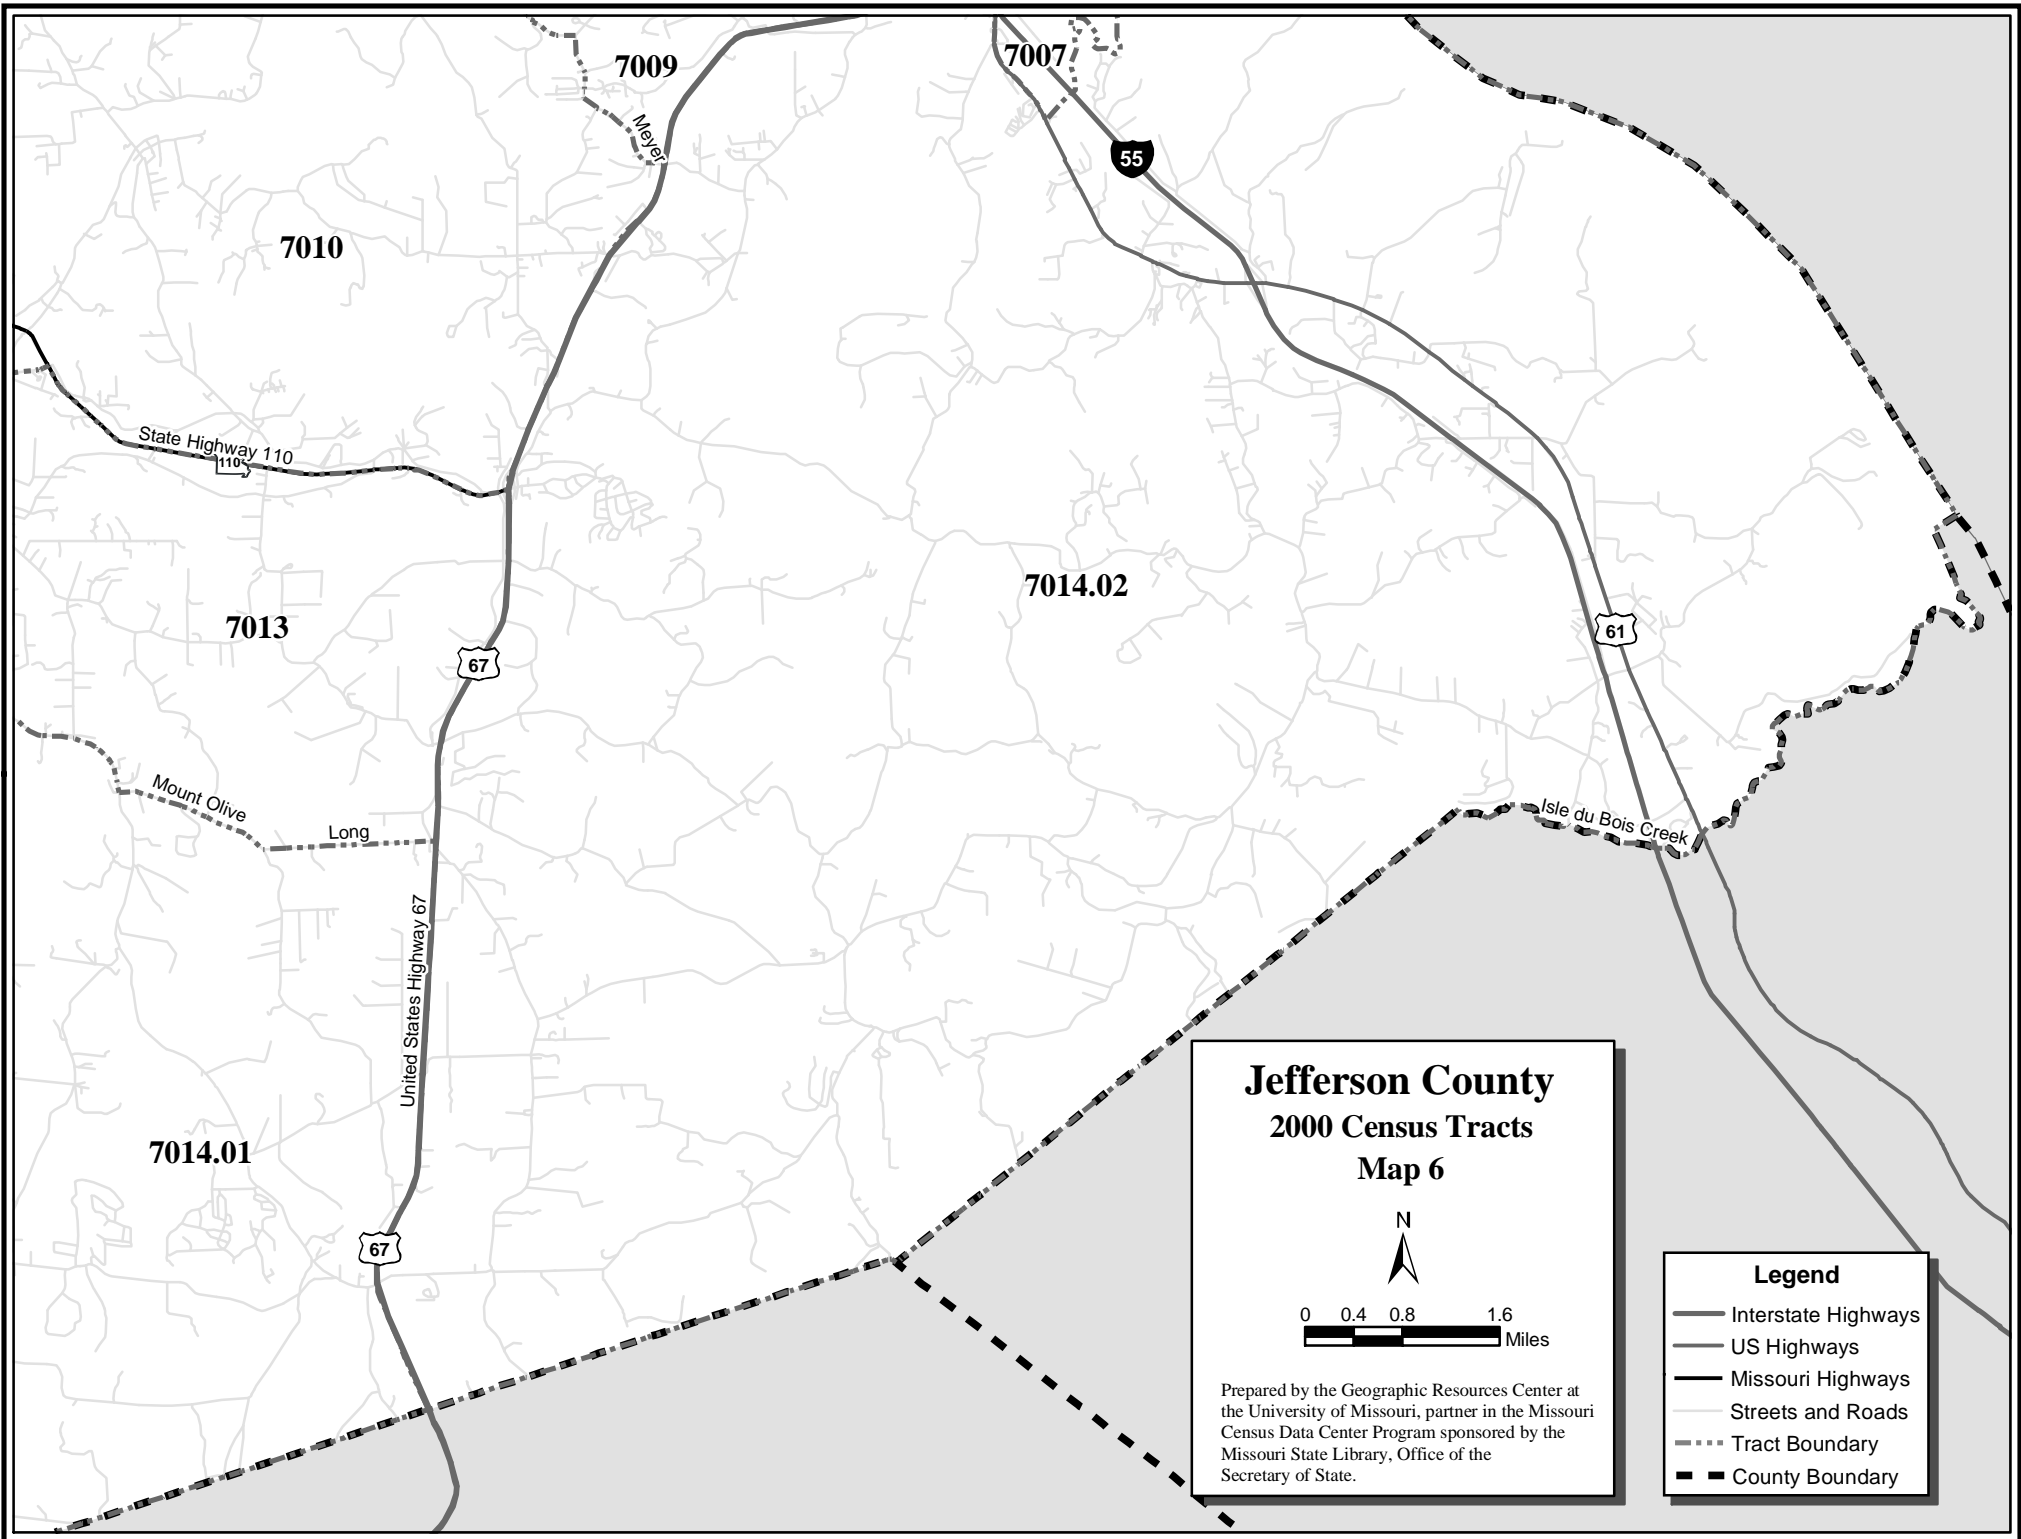 7009
7007
Meyer
55
7010
State Highway 110
110
7014.02
7013
61
67
Mount Olive
Long
Isle du Bois Creek
United States Highway 67
7014.01
67
Jefferson County
2000 Census Tracts
Map 6
N
0 0.4 0.8 1.6
Miles
Prepared by the Geographic Resources Center at
the University of Missouri, partner in the Missouri
Census Data Center Program sponsored by the
Missouri State Library, Office of the
Secretary of State.
Legend
Interstate Highways
US Highways
Missouri Highways
Streets and Roads
Tract Boundary
County Boundary